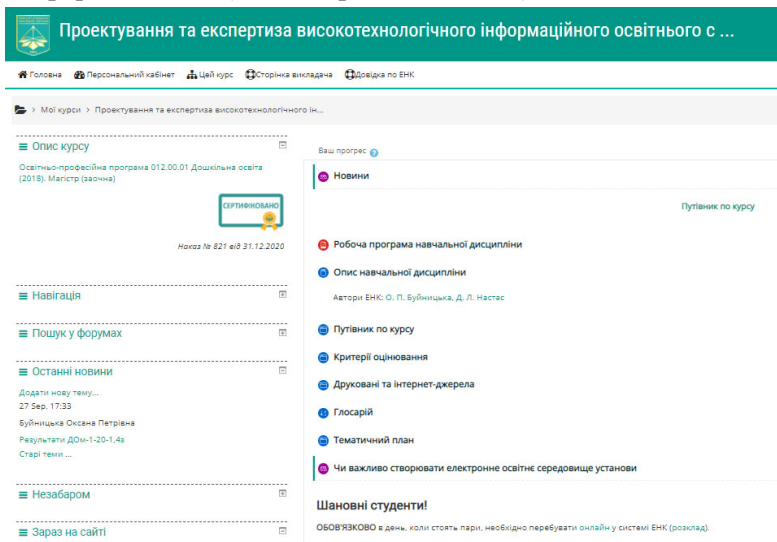 Проектування та експертиза високотехнологічного інформаційного освітнього с ...
Головна Персональний кабінет Цей курс Сторінка викладача Довідка по ЕНК
> Мої курси > Проектування та експертиза високотехнологічного ін...
Опис курсу
Освітньо-професійна програма 012.00.01 Дошкільна освіта
(2018). Магістр (заочна)
СЕРТИФІКОВАНО
Наказ № 821 від 31.12.2020
Навігація
Пошук у форумах
Останні новини
Додати нову тему...
27 Sep, 17:33
Буйницька Оксана Петрівна
Результати ДОм-1-20-1,4з
Старі теми ...
Незабаром
Зараз на сайті
Ваш прогрес
Новини
Путівник по курсу
Робоча програма навчальної дисципліни
Опис навчальної дисципліни
Автори ЕНК: О. П. Буйницька, Д. Л. Настас
Путівник по курсу
Критерії оцінювання
Друковані та інтернет-джерела
Глосарій
Тематичний план
Чи важливо створювати електронне освітнє середовище установи
Шановні студенти!
ОБОВ'ЯЗКОВО в день, коли стоять пари, необхідно перебувати онлайн у системі ЕНК (розклад).